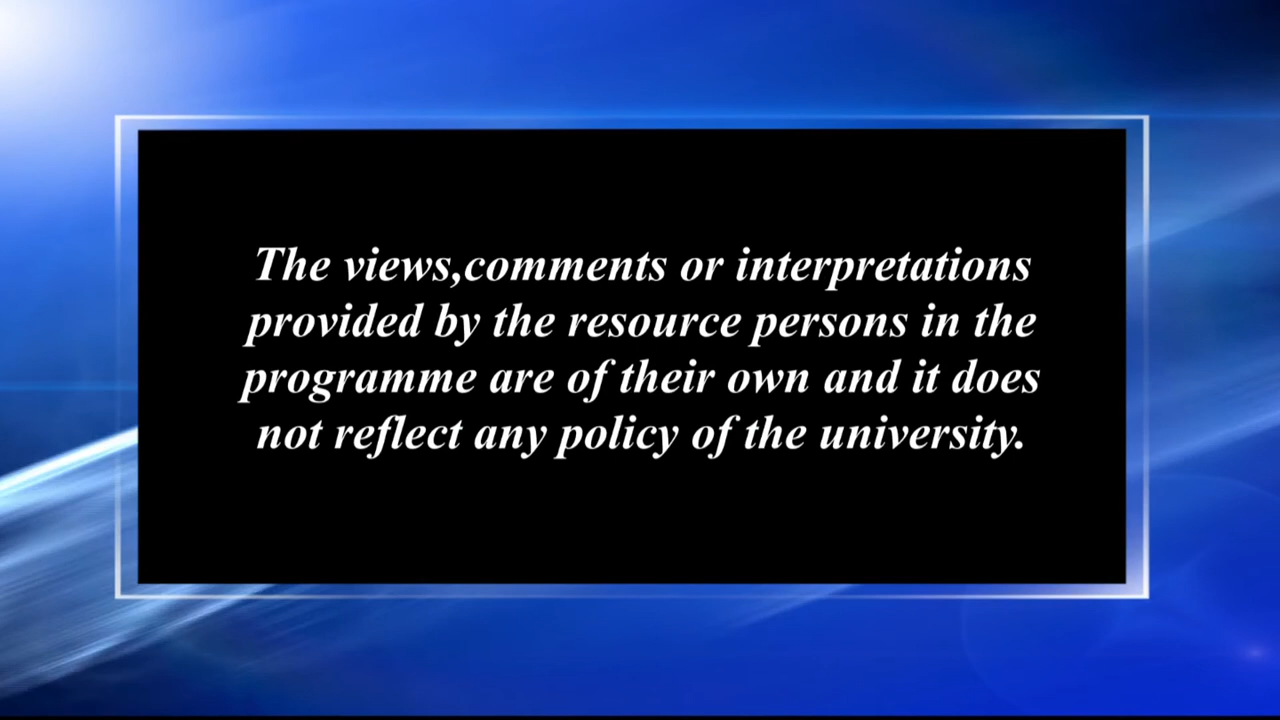 The views,comments or interpretations
provided by the resource persons in the
programme are of their own and it does
not reflect any policy of the university.